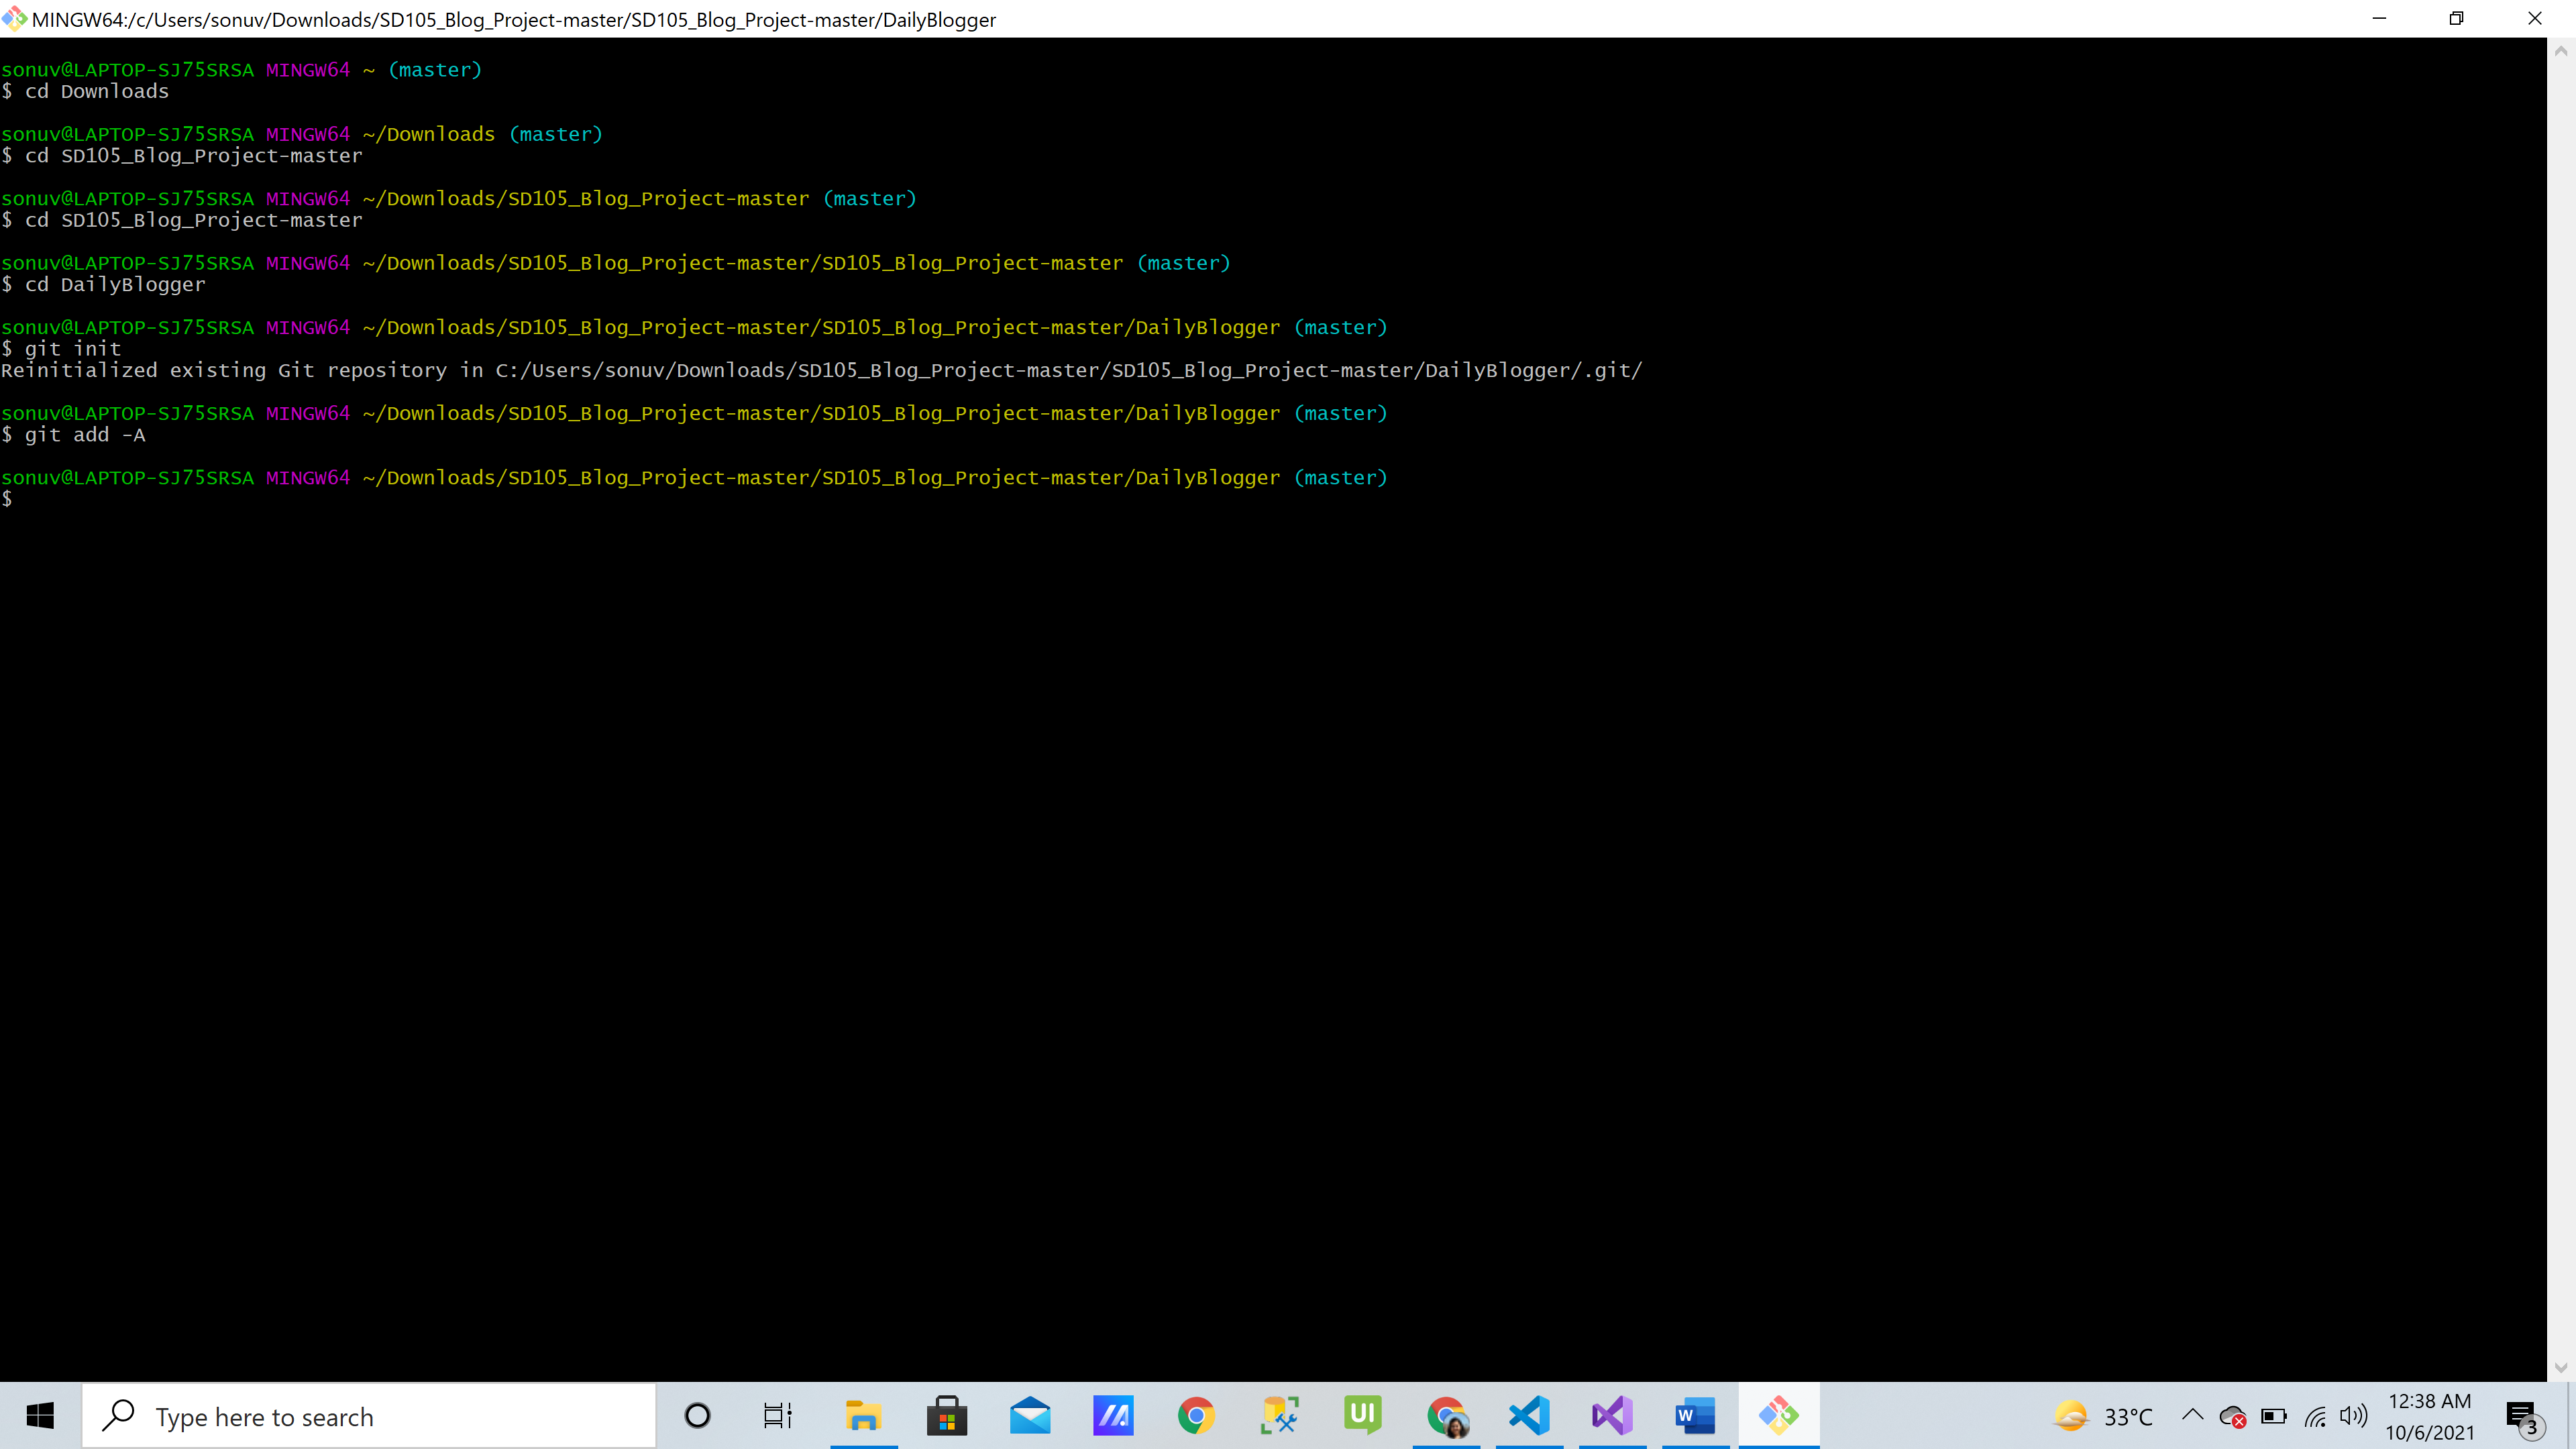 MINGW64:/c/Users/sonuv/Downloads/SD105_Blog_Project-master/SD105_Blog_Project-master/DailyBlogger
sonuv@LAPTOP-SJ75SRSA MINGW64 ~ (master)
$ cd Downloads
sonuv@LAPTOP-SJ75SRSA MINGW64 ~/Downloads (master)
$ cd SD105_Blog_Project-master
sonuv@LAPTOP-SJ75SRSA MINGW64 ~/Downloads/SD105_Blog_Project-master (master)
$ cd SD105_Blog_Project-master
sonuv@LAPTOP-SJ75SRSA MINGW64 ~/Downloads/SD105_Blog_Project-master/SD105_Blog_Project-master (master)
$ cd DailyBlogger
sonuv@LAPTOP-SJ75SRSA MINGW64 ~/Downloads/SD105_Blog_Project-master/SD105_Blog_Project-master/DailyBlogger (master)
$ git init
Reinitialized existing Git repository in C:/Users/sonuv/Downloads/SD105_Blog_Project-master/SD105_Blog_Project-master/DailyBlogger/.git/
sonuv@LAPTOP-SJ75SRSA MINGW64 ~/Downloads/SD105_Blog_Project-master/SD105_Blog_Project-master/DailyBlogger (master)
$ git add -A
sonuv@LAPTOP-SJ75SRSA MINGW64 ~/Downloads/SD105_Blog_Project-master/SD105_Blog_Project-master/DailyBlogger (master)
$
Type here to search
UI
W
33°C
12:38 AM
10/6/2021
3